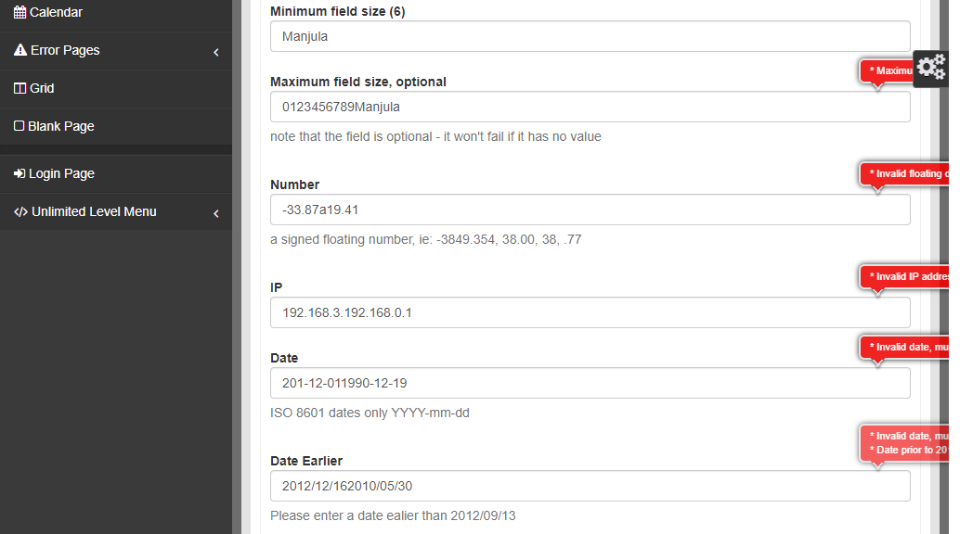 Calendar
Error Pages
Grid
Blank Page
Login Page
Unlimited Level Menu
Minimum field size (6)
Manjula
Maximum field size, optional
* Maximu
0123456789Manjula
note that the field is optional - it won't fail if it has no value
Number
* Invalid floating d
-33.87a19.41
a signed floating number, ie: -3849.354, 38.00, 38, .77
IP
* Invalid IP addres
192.168.3.192.168.0.1
Date
* Invalid date, mu
201-12-011990-12-19
ISO 8601 dates only YYYY-mm-dd
Date Earlier
* Invalid date, mu
* Date prior to 20
2012/12/162010/05/30
Please enter a date ealier than 2012/09/13